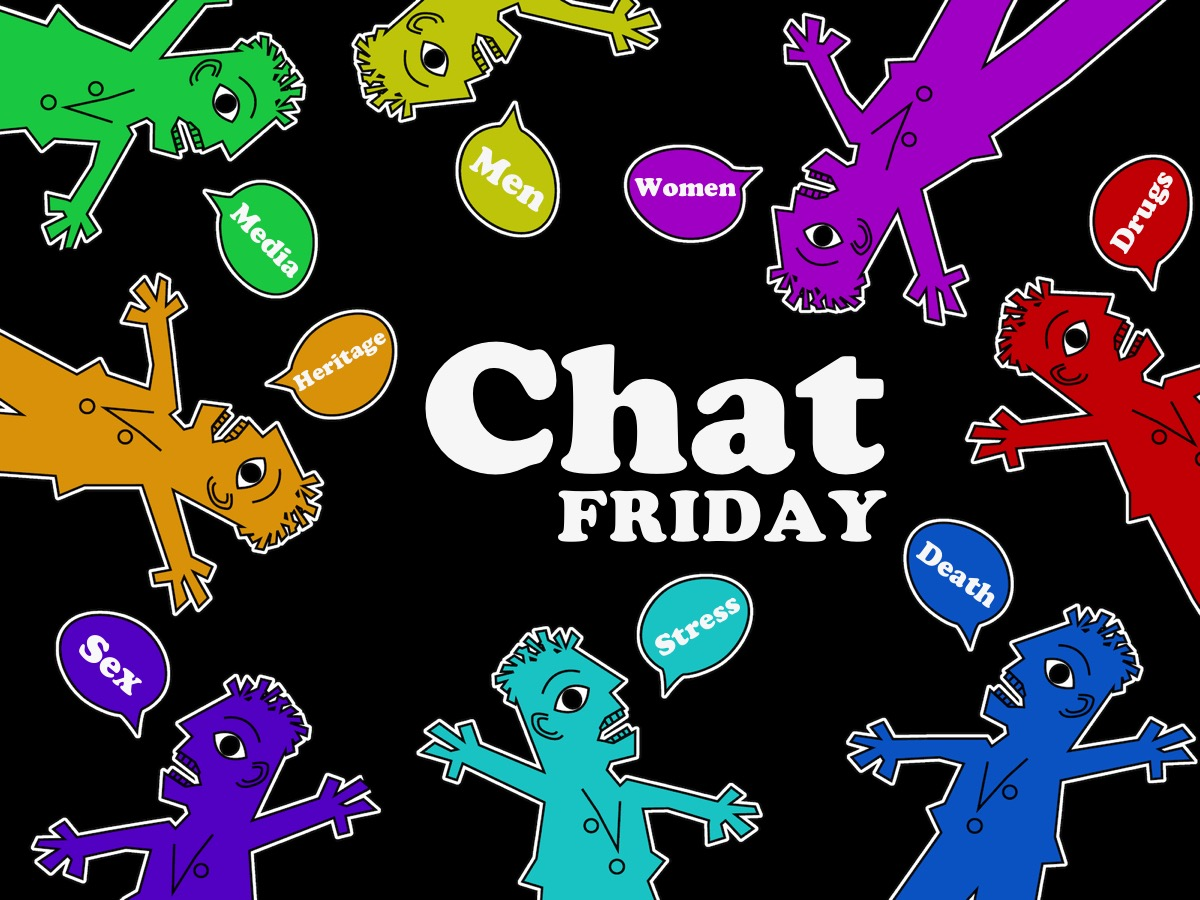 Men
Women
Drugs
Media
Heritage
Chat
FRIDAY
Death
Stress
Sex